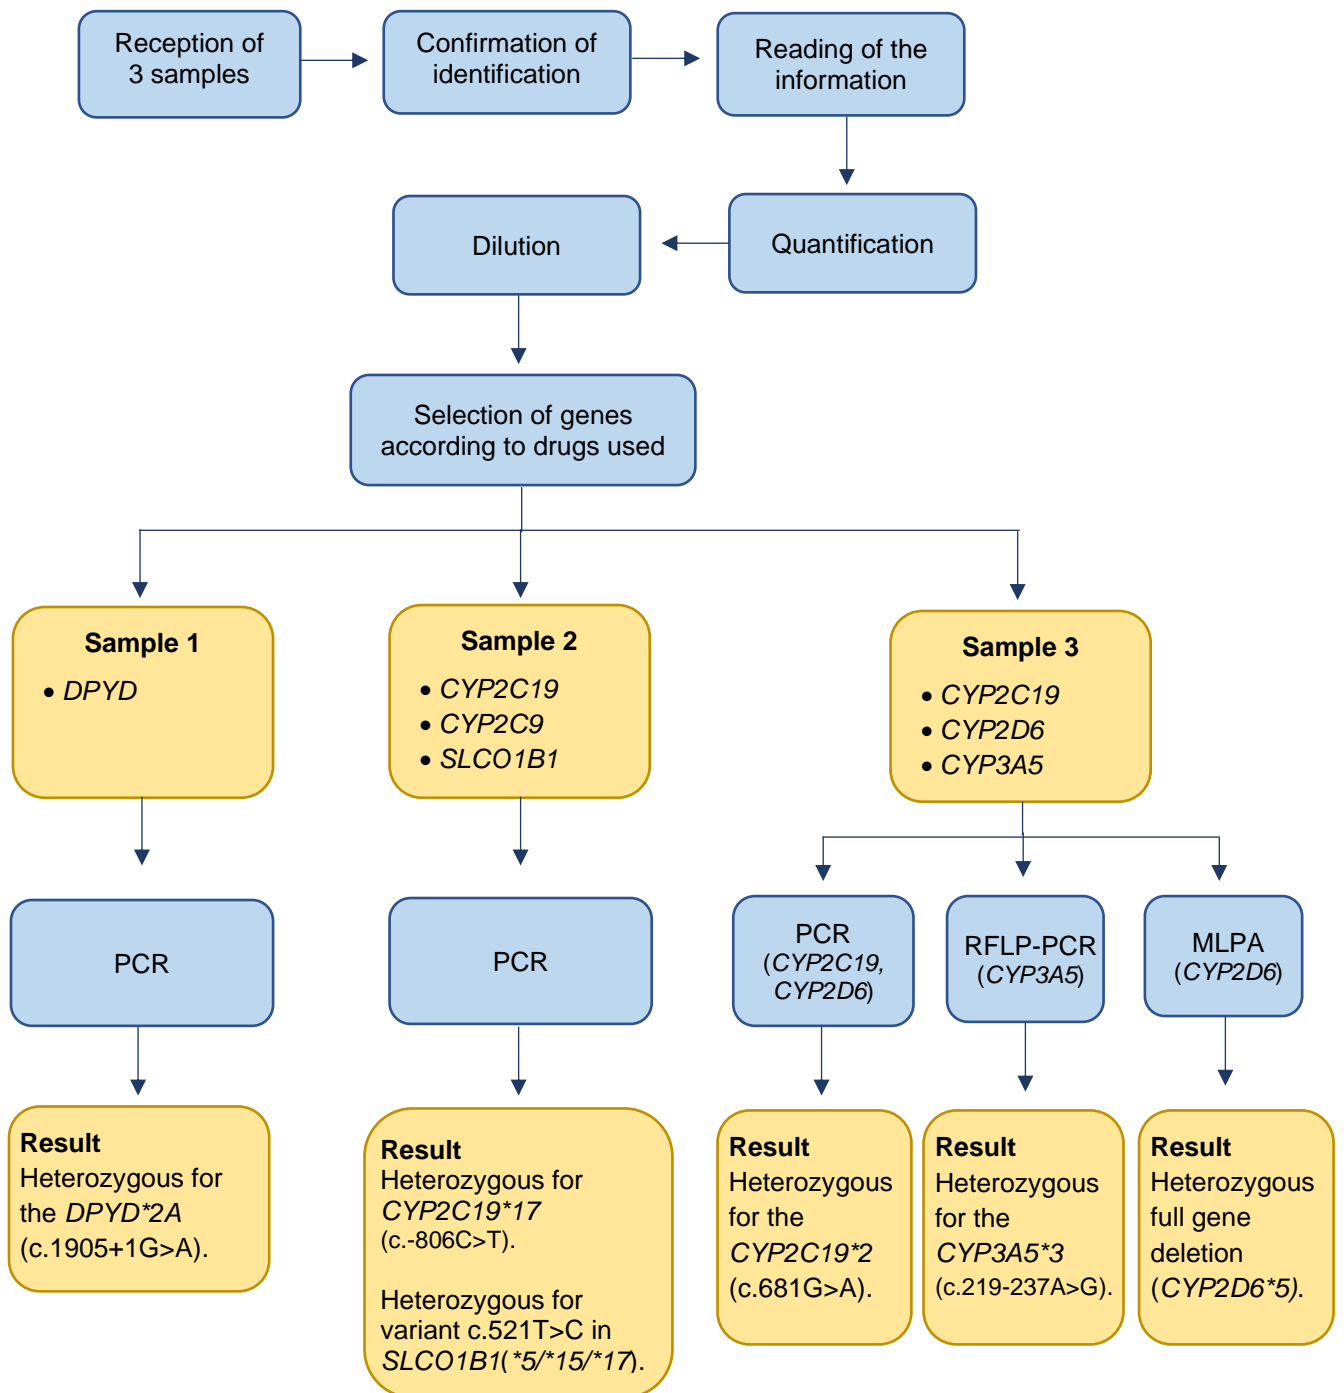 Reception of
3 samples
Confirmation of
identification
Reading of the
information
Quantification
Dilution
Selection of genes
according to drugs used
Sample 1
• DPYD
Sample 2
• CYP2C19
• CYP2C9
• SLCO1B1
Sample 3
• CYP2C19
• CYP2D6
• CYP3A5
PCR
PCR
PCR
(CYP2C19,
CYP2D6)
RFLP-PCR
(CYP3A5)
MLPA
(CYP2D6)
Result
Heterozygous for
the DPYD*2A
(c.1905+1G>A).
Result
Heterozygous for
CYP2C19*17
(c.-806C>T).
Heterozygous for
variant c.521T>C in
SLCO1B1(*5/*15/*17).
Result
Heterozygous
for the
CYP2C19*2
(c.681G>A).
Result
Heterozygous
for the
CYP3A5*3
(c.219-237A>G).
Result
Heterozygous
full gene
deletion
(CYP2D6*5).